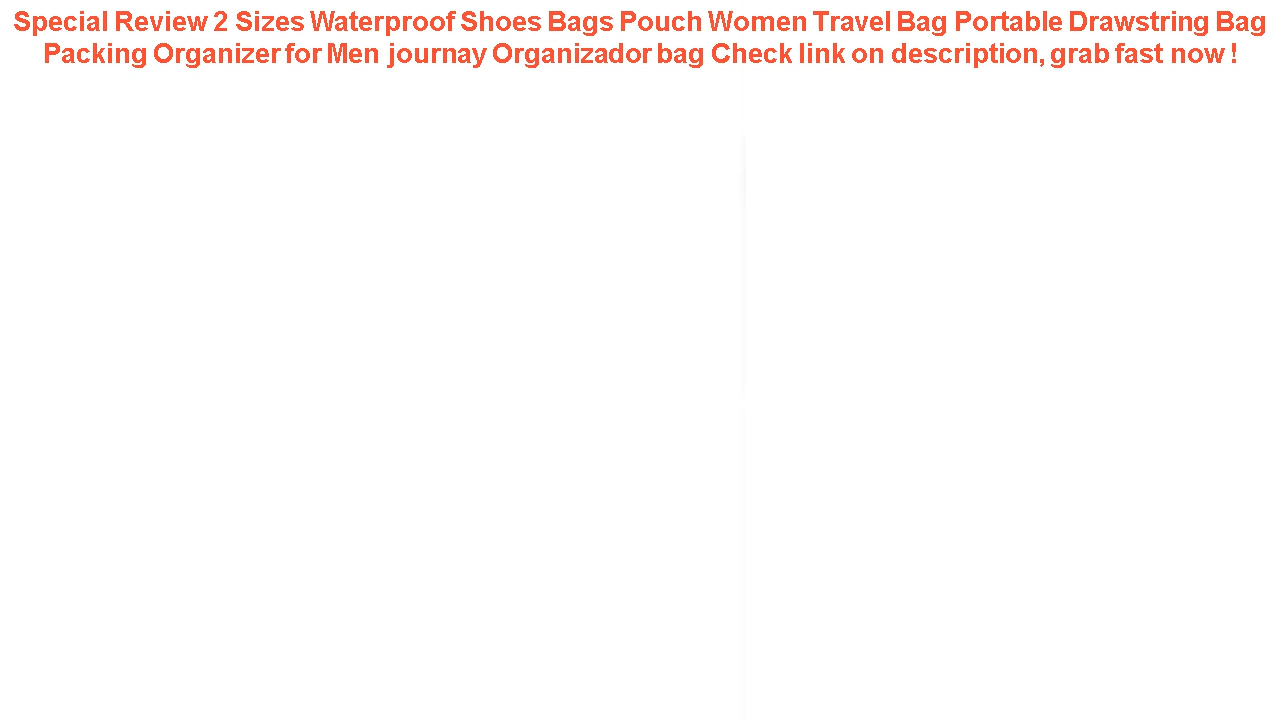 Special Review 2 Sizes Waterproof Shoes Bags Pouch Women Travel Bag Portable Drawstring Bag
Packing Organizer for Men journay Organizador bag Check link on description, grab fast now !